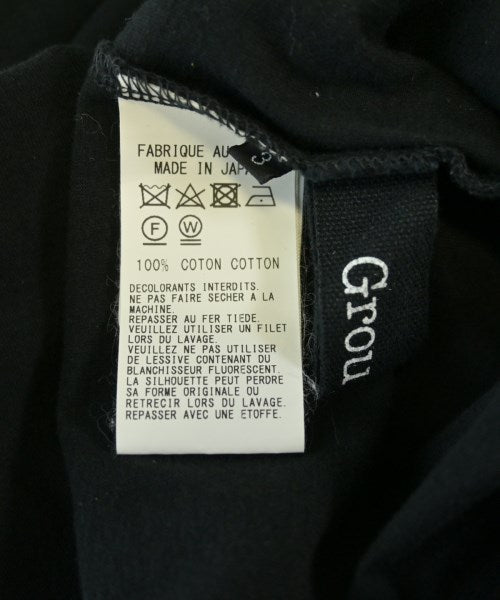 FABRIQUE AU
MADE IN JAPA
3
F W
100% COTON COTTON
DECOLORANTS INTERDITS.
NE PAS FAIRE SECHER A LA
MACHINE.
REPASSER AU FER TIEDE.
VEUILLEZ UTILISER UN FILET
LORS DU LAVAGE.
VEUILLEZ NE PAS UTILISER
DE LESSIVE CONTENANT DU
BLANCHISSEUR FLUORESCENT.
LA SILHOUETTE PEUT PERDRE
SA FORME ORIGINALE OU
RETRECIR LORS DU LAVAGE.
REPASSER AVEC UNE ETOFFE.
Grou